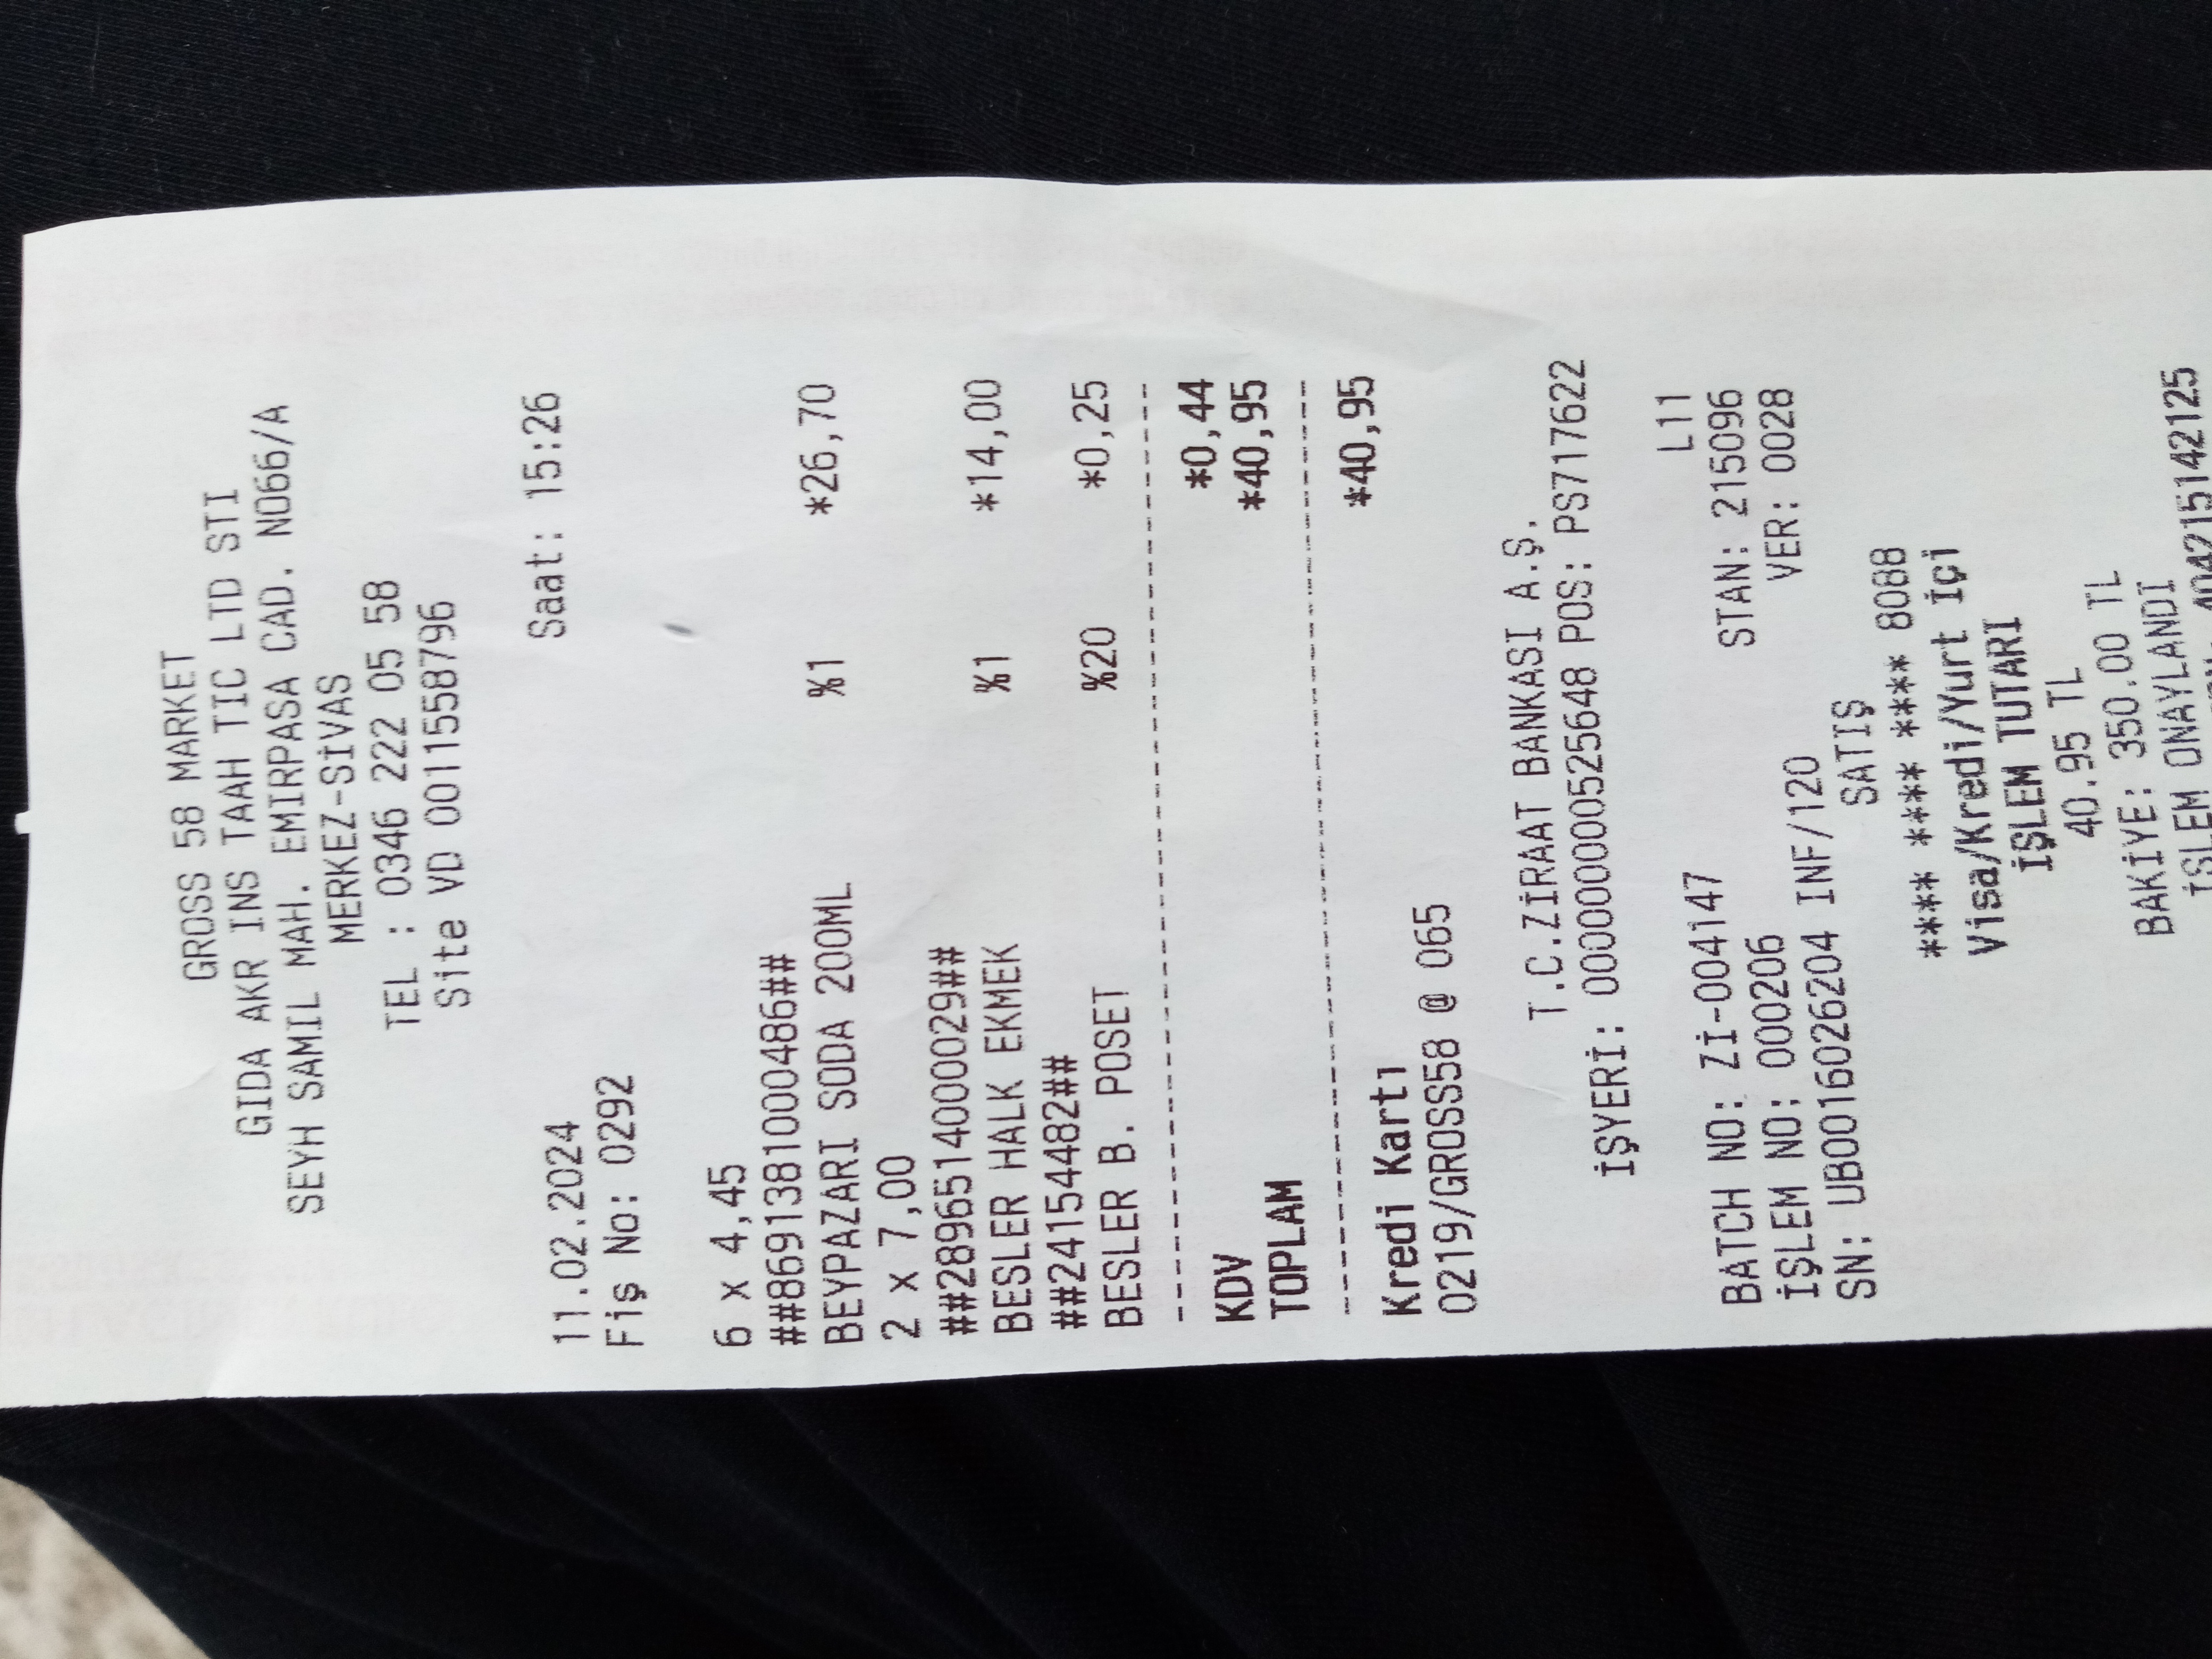 GROSS 58 MARKET
GIDA AKR INS TAAH TIC LTD STI
SEYH SAMIL MAH. EMIRPASA CAD. NO66/A
MERKEZ-SİVAS
TEL : 0346 222 05 58
Site VD 00115587​96
11.02.2024 Saat: 15:26
Fiş No: 0292
6 x 4,45
##8691381000486##
BEYPAZARI SODA 200ML %1 *26,70
2 x 7,00
##2896514000029##
BESLER HALK EKMEK %1 *14,00
##24154482##
BESLER B. POSET %20 *0,25
KDV *0,44
TOPLAM *40,95
Kredi Kartı *40,95
0219/GROSS58 @ 065
T.C.ZİRAAT BANKASI A.Ş.
İŞYERİ: 000000000525648 POS: PS717622
L11
BATCH NO: Zİ-004147 STAN: 215096
İŞLEM NO: 000206 VER: 0028
SN: UB0016026204 INF/120
SATIŞ
**** **** **** 8088
Visa/Kredi/Yurt İçi
İŞLEM TUTARI
40.95 TL
BAKİYE: 350.00 TL
İŞLEM ONAYLANDI
404215142125